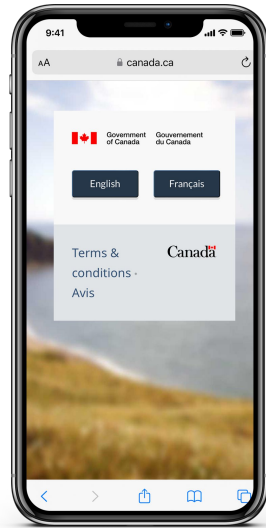 9:41
AA canada.ca
Government Gouvernement
of Canada du Canada
English Français
Terms & Canada
conditions ·
Avis